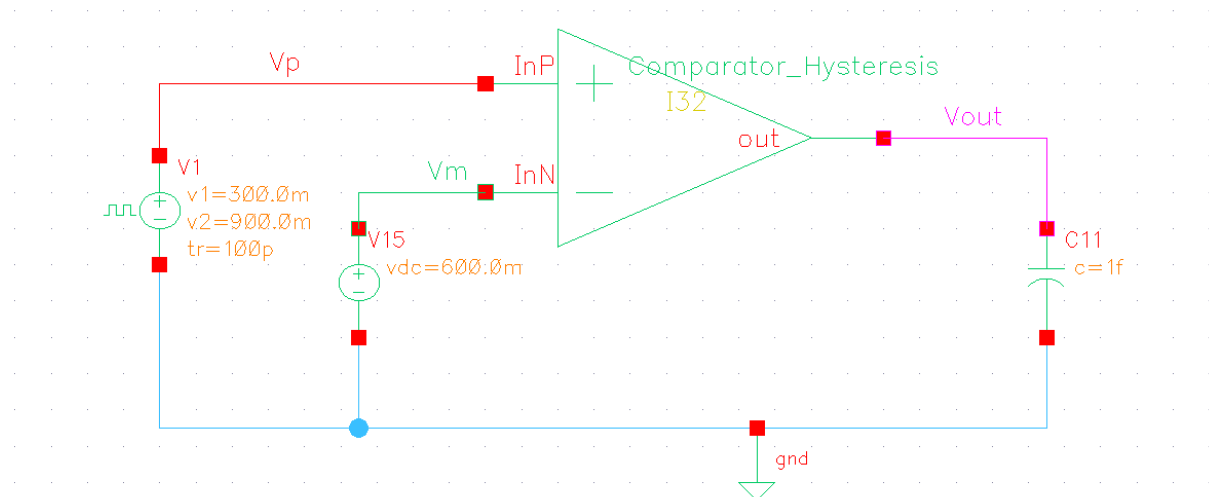 Vp
InP
Comparator_Hysteresis
I32
out
Vout
V1
v1=300.0m
v2=900.0m
tr=100p
Vm
InN
V15
vdc=600.0m
C11
c=1f
gnd